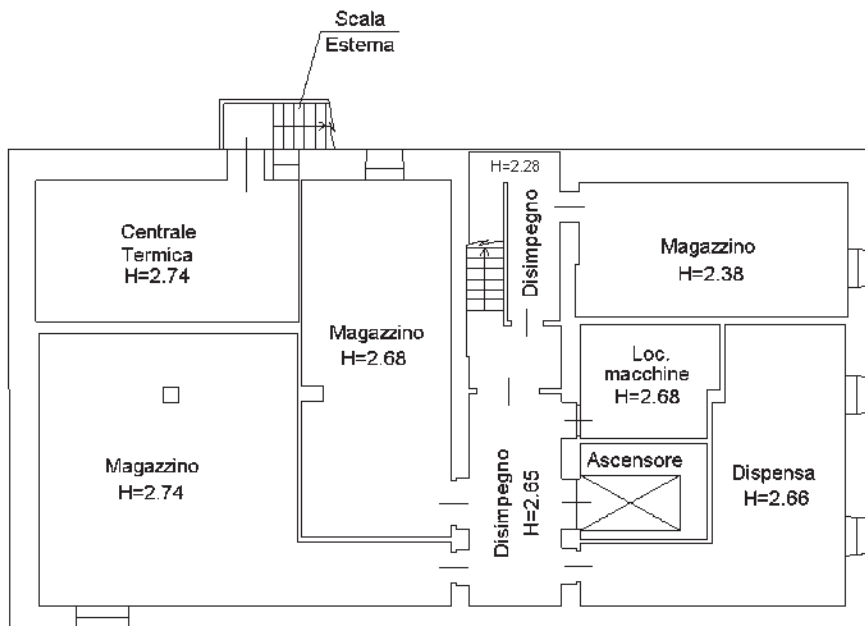 Scala
Esterna
H=2.28
Centrale
Termica
H=2.74
Disimpegno
Magazzino
H=2.38
Magazzino
H=2.68
Loc.
macchine
H=2.68
Magazzino
H=2.74
Disimpegno
H=2.65
Ascensore
Dispensa
H=2.66